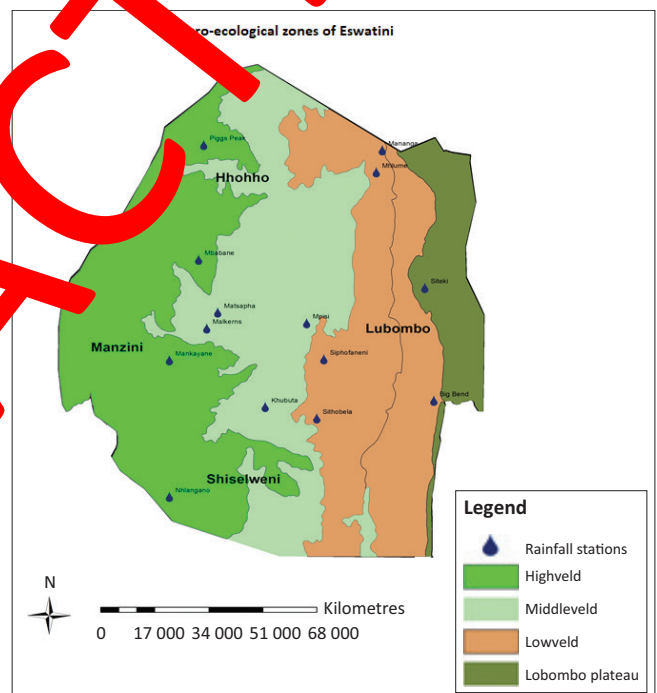 ro-ecological zones of Eswatini
Piggs Peak
Mananga
Mhlume
Hhohho
Mbabane
Siteki
Matsapha
Malkerns
Mpisi
Lubombo
Manzini
Mankayane
Siphofaneni
Big Bend
Khubuta
Sithobela
Shiselweni
Nhlangano
Legend
Rainfall stations
Highveld
Middleveld
Lowveld
Lobombo plateau
N
Kilometres
0 17 000 34 000 51 000 68 000